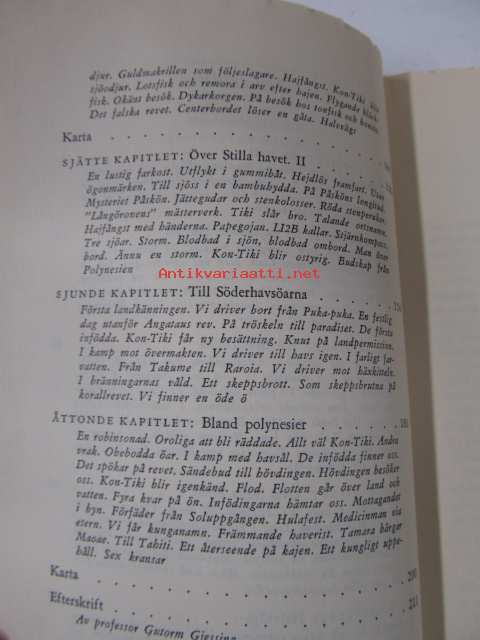 djur. Guldmakrillen som följeslagare. Hajfångst. Kon-Tiki
sjöodjur. Lotsfisk och remora i arv efter hajen. Flygande bläck-
fisk. Okänt besök. Dykarkorgen. På besök hos tonfisk och
Det falska revet. Centerbordet löser en gåta. Halvvägs
Karta
SJÄTTE KAPITLET: Över Stilla havet. II
En lustig farkost. Utflykt i gummibåt. Hejdlös framfart. Utan
ögonmärken. Till sjöss i en bambuhydda. På Påsköns longitud.
Mysteriet Påskön. Jättegudar och stenkolosser. Röda stenperuker.
"Långöronens" mästerverk. Tiki slår bro. Talande ortsnamn.
Hajfångst med händerna. Papegojan. LI2B kallar. Stjärnkompass.
Tre sjöar. Storm. Blodbad i sjön, blodbad ombord. Man över
bord. Ännu en storm. Kon-Tiki blir ostyrig. Budskap från
Polynesien
Antikvariaatti.net
SJUNDE KAPITLET: Till Söderhavsöarna
Första landkänningen. Vi driver bort från Puka-puka. En festlig
dag utanför Angataus rev. På tröskeln till paradiset. De första
infödda. Kon-Tiki får ny besättning. Knut på landpermission.
I kamp mot övermakten. Vi driver till havs igen. I farligt far-
vatten. Från Takume till Raroia. Vi driver mot häxkitteln.
I bränningarnas våld. Ett skeppsbrott. Som skeppsbrutna på
korallrevet. Vi finner en öde ö
ÅTTONDE KAPITLET: Bland polynesier
En robinsonad. Oroliga att bli räddade. Allt väl Kon-Tiki. Andra
vrak. Obebodda öar. I kamp med havsål. De infödda finner oss.
Det spökar på revet. Sändebud till hövdingen. Hövdingen besöker
oss. Kon-Tiki blir igenkänd. Flod. Flotten går över land och
vatten. Fyra kvar på ön. Infödingarna hämtar oss. Mottagandet
i byn. Förfäder från Soluppgången. Hulafest. Medicinman via
etern. Vi får kunganamn. Främmande haverist. Tamara bärgar
Maoae. Till Tahiti. Ett återseende på kajen. Ett kungligt uppe-
håll. Sex kransar
Karta 209
Efterskrift 211
Av professor Gutorm Gjessing